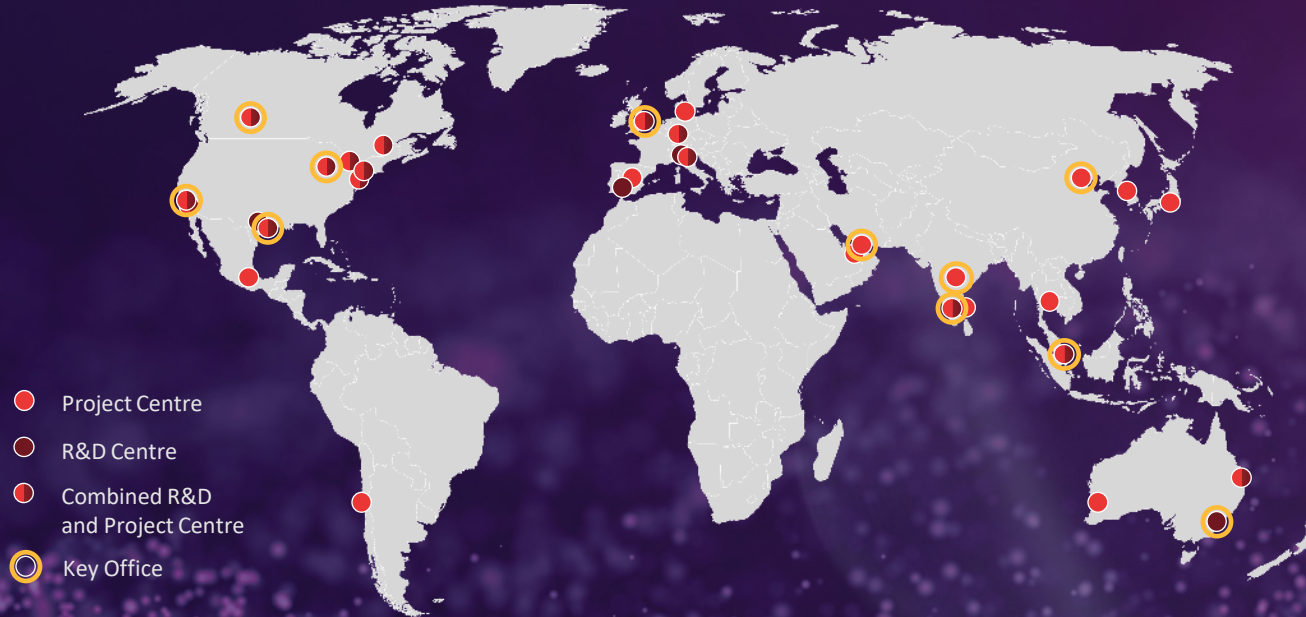 Project Centre
R&D Centre
Combined R&D
and Project Centre
Key Office